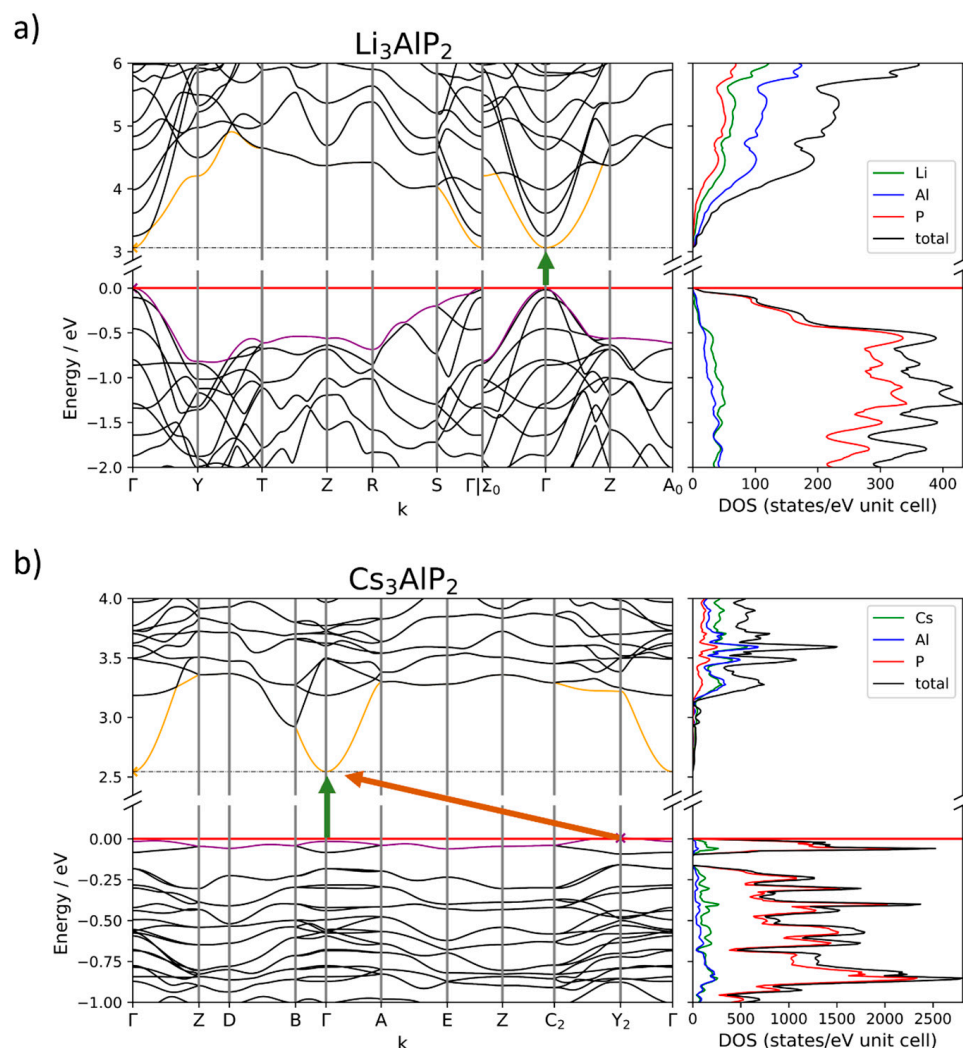 a)
Li₃AlP₂
6
5
4
3
0.0
−0.5
−1.0
−1.5
−2.0
Energy / eV
Γ Y T Z R S Γ|Σ₀ Γ Z A₀
k
Li
Al
P
total
0 100 200 300 400
DOS (states/eV unit cell)
b)
Cs₃AlP₂
4.0
3.5
3.0
2.5
0.00
−0.25
−0.50
−0.75
−1.00
Energy / eV
Γ Z D B Γ A E Z C₂ Y₂ Γ
k
Cs
Al
P
total
0 500 1000 1500 2000 2500
DOS (states/eV unit cell)